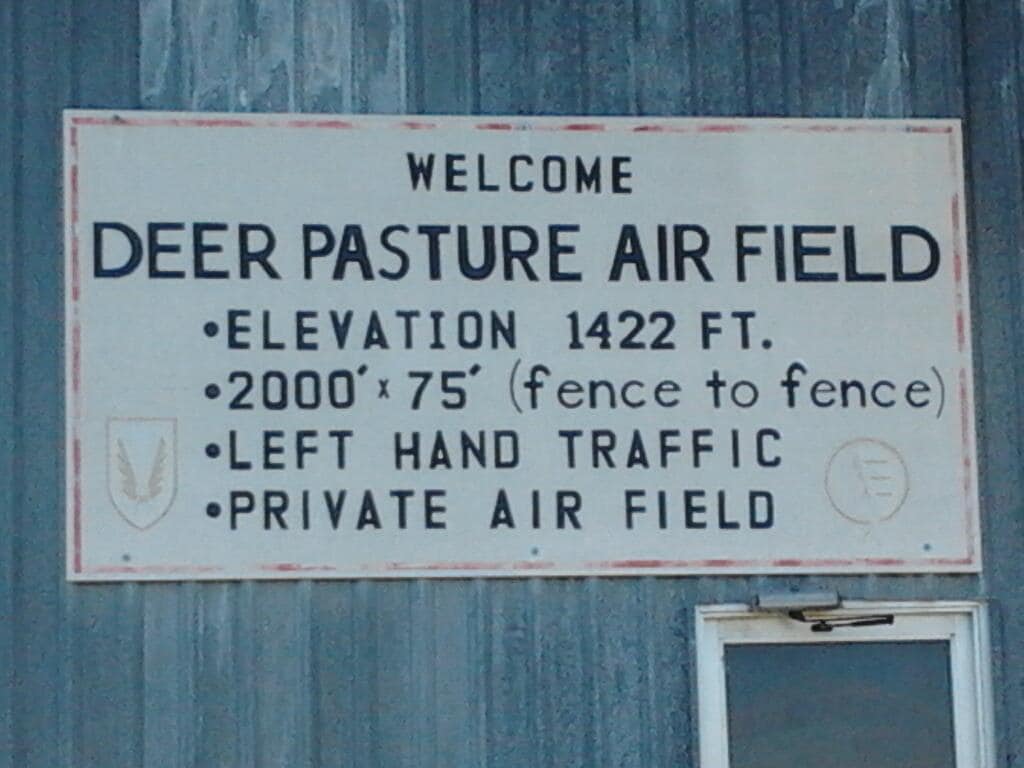 WELCOME
DEER PASTURE AIR FIELD
•ELEVATION 1422 FT.
•2000' x 75' (fence to fence)
•LEFT HAND TRAFFIC
•PRIVATE AIR FIELD